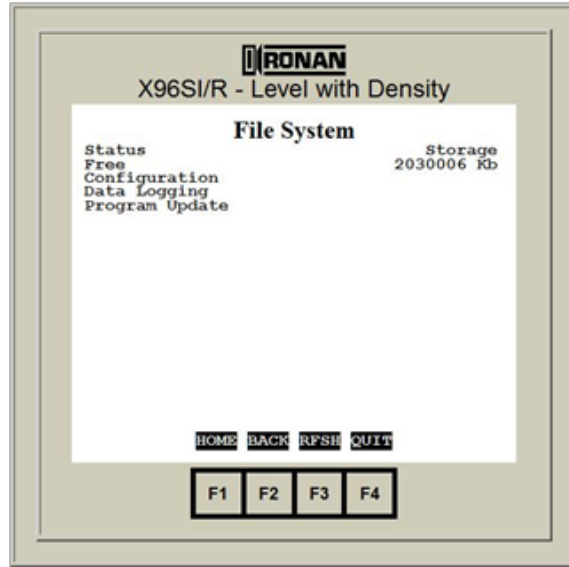 RONAN
X96SI/R - Level with Density
File System
Status Storage
Free 2030006 Kb
Configuration
Data Logging
Program Update
HOME BACK RFSH QUIT
F1 F2 F3 F4